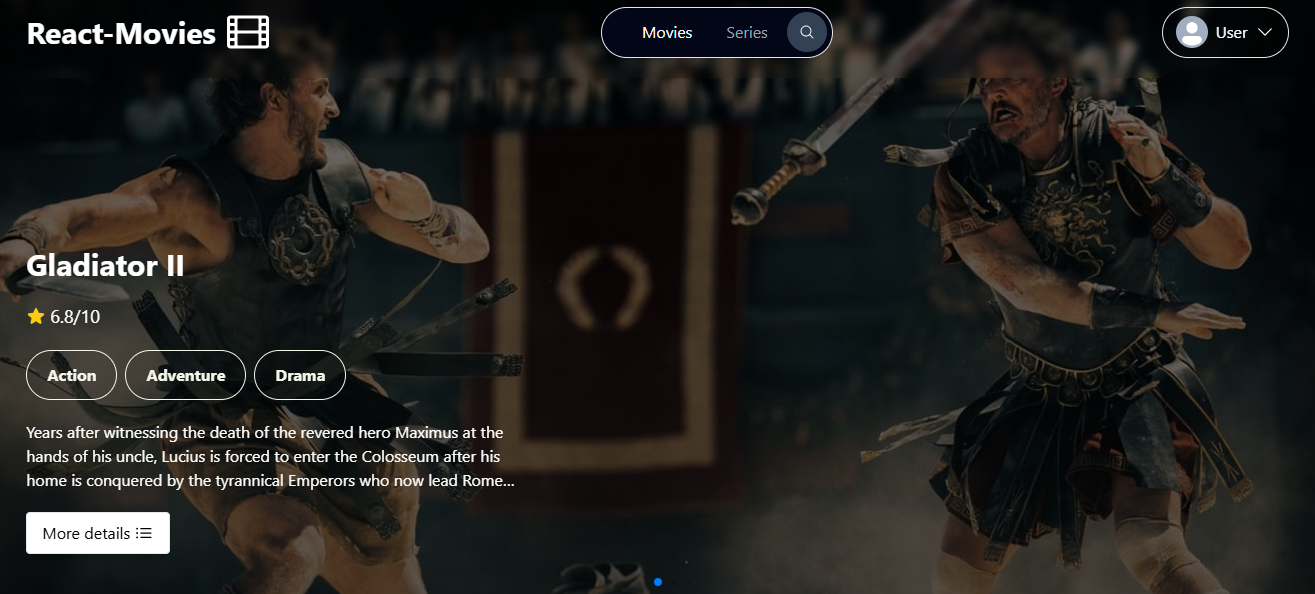 React-Movies
Movies Series
User
Gladiator II
6.8/10
Action Adventure Drama
Years after witnessing the death of the revered hero Maximus at the
hands of his uncle, Lucius is forced to enter the Colosseum after his
home is conquered by the tyrannical Emperors who now lead Rome...
More details